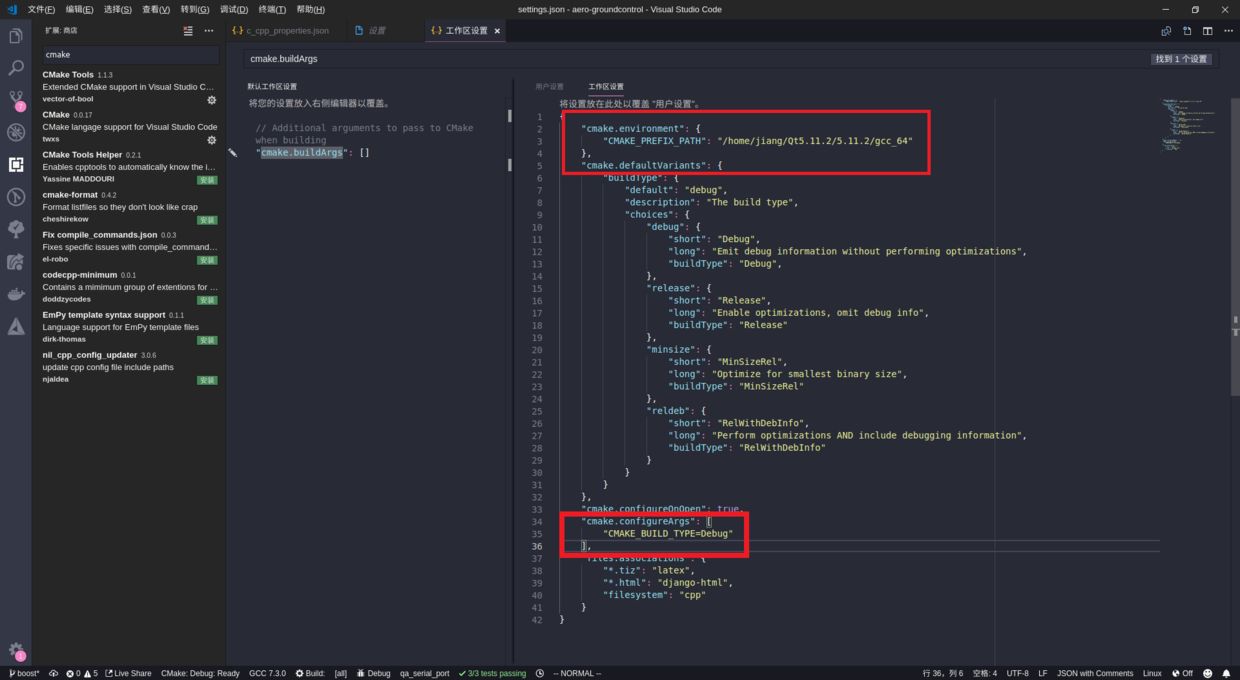 文件(F) 编辑(E) 选择(S) 查看(V) 转到(G) 调试(D) 终端(T) 帮助(H) settings.json - aero-groundcontrol - Visual Studio Code
扩展: 商店
cmake
CMake Tools 1.1.3
Extended CMake support in Visual Studio C...
vector-of-bool
CMake 0.0.17
CMake langage support for Visual Studio Code
twxs
CMake Tools Helper 0.2.1
Enables cpptools to automatically know the i...
Yassine MADDOURI 安装
cmake-format 0.4.2
Format listfiles so they don't look like crap
cheshirekow 安装
Fix compile_commands.json 0.0.3
Fixes specific issues with compile_command...
el-robo 安装
codecpp-minimum 0.0.1
Contains a mimimum group of extentions for ...
doddzycodes 安装
EmPy template syntax support 0.1.1
Language support for EmPy template files
dirk-thomas 安装
nil_cpp_config_updater 3.0.6
update cpp config file include paths
njaldea 安装
{.} c_cpp_properties.json 设置 {.} 工作区设置 ×
cmake.buildArgs 找到 1 个设置
默认工作区设置
将您的设置放入右侧编辑器以覆盖。
// Additional arguments to pass to CMake
when building
"cmake.buildArgs": []
用户设置 工作区设置
将设置放在此处以覆盖 "用户设置"。
1 {
2 "cmake.environment": {
3 "CMAKE_PREFIX_PATH": "/home/jiang/Qt5.11.2/5.11.2/gcc_64"
4 },
5 "cmake.defaultVariants": {
6 "buildType": {
7 "default": "debug",
8 "description": "The build type",
9 "choices": {
10 "debug": {
11 "short": "Debug",
12 "long": "Emit debug information without performing optimizations",
13 "buildType": "Debug",
14 },
15 "release": {
16 "short": "Release",
17 "long": "Enable optimizations, omit debug info",
18 "buildType": "Release"
19 },
20 "minsize": {
21 "short": "MinSizeRel",
22 "long": "Optimize for smallest binary size",
23 "buildType": "MinSizeRel"
24 },
25 "reldeb": {
26 "short": "RelWithDebInfo",
27 "long": "Perform optimizations AND include debugging information",
28 "buildType": "RelWithDebInfo"
29 }
30 }
31 }
32 },
33 "cmake.configureOnOpen": true,
34 "cmake.configureArgs": [
35 "CMAKE_BUILD_TYPE=Debug"
36 ],
37 "files.associations": {
38 "*.tiz": "latex",
39 "*.html": "django-html",
40 "filesystem": "cpp"
41 }
42 }
7
1
boost* 0 5 Live Share CMake: Debug: Ready GCC 7.3.0 Build: [all] Debug qa_serial_port 3/3 tests passing -- NORMAL -- 行 36，列 6 空格: 4 UTF-8 LF JSON with Comments Linux Off